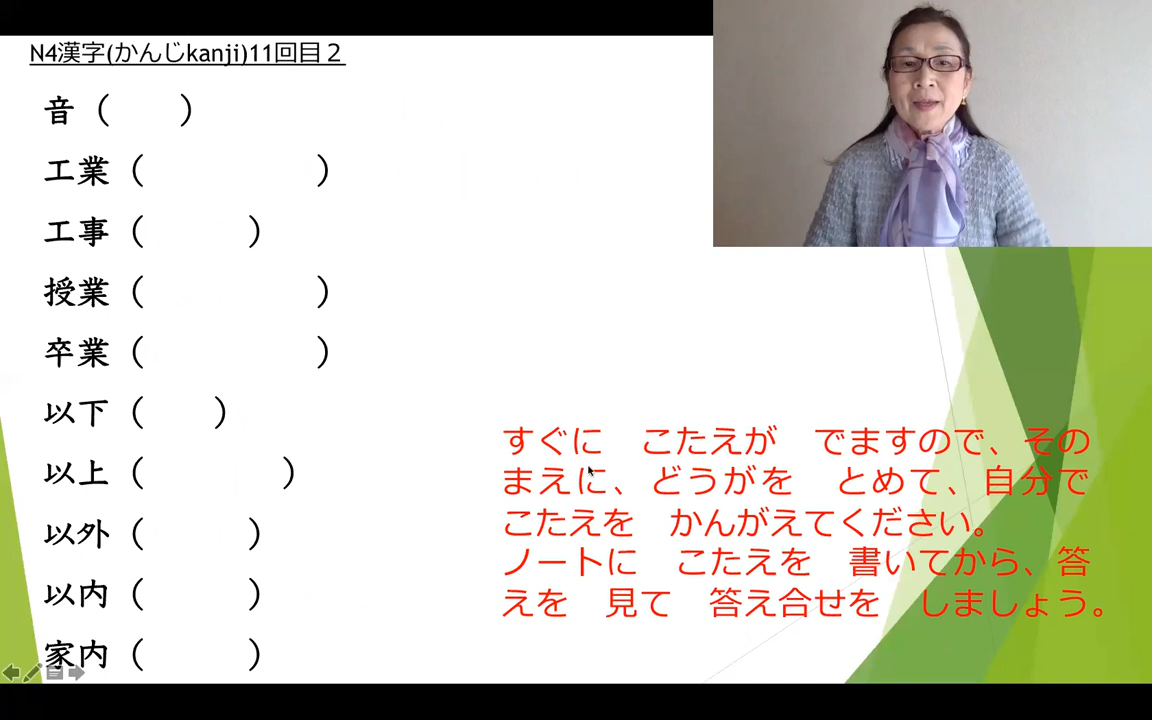 N4漢字(かんじkanji)11回目２
音（　　）
工業（　　　　　）
工事（　　　）
授業（　　　　　）
卒業（　　　　　）
以下（　　）
以上（　　　　）
以外（　　　）
以内（　　　）
家内（　　　）
すぐに　こたえが　でますので、その
まえに、どうがを　とめて、自分で
こたえを　かんがえてください。
ノートに　こたえを　書いてから、答
えを　見て　答え合せを　しましょう。